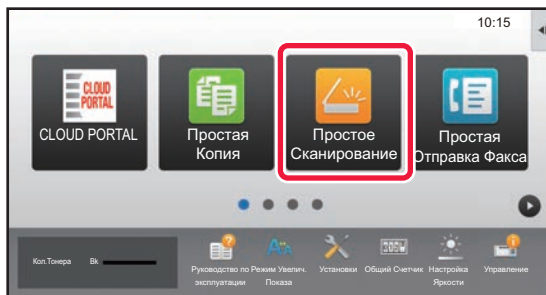 10:15
CLOUD
PORTAL
CLOUD PORTAL
Простая
Копия
Простое
Сканирование
Простая
Отправка Факса
Кол.Тонера Bk
Руководство по
эксплуатации
Режим Увелич.
Показа
Установки
Общий Счетчик
Настройка
Яркости
Управление